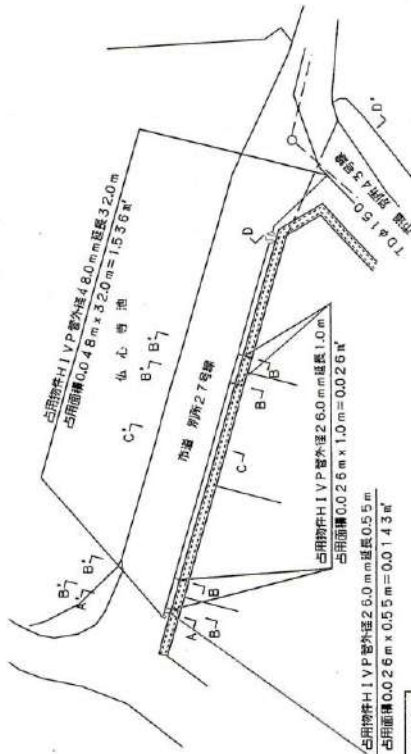 占用物件HIVP管外径48.0mm延長32.0m
占用面積0.048m×32.0m=1.536㎡
仏心寺池
市道 別所27号線
占用物件HIVP管外径26.0mm延長1.0m
占用面積0.026m×1.0m=0.026㎡
占用物件HIVP管外径26.0mm延長0.55m
占用面積0.026m×0.55m=0.0143㎡
市道 別所43号線
TDφ150
A
A'
B
B'
B
B'
C
C'
B
B'
B
B'
D
D'